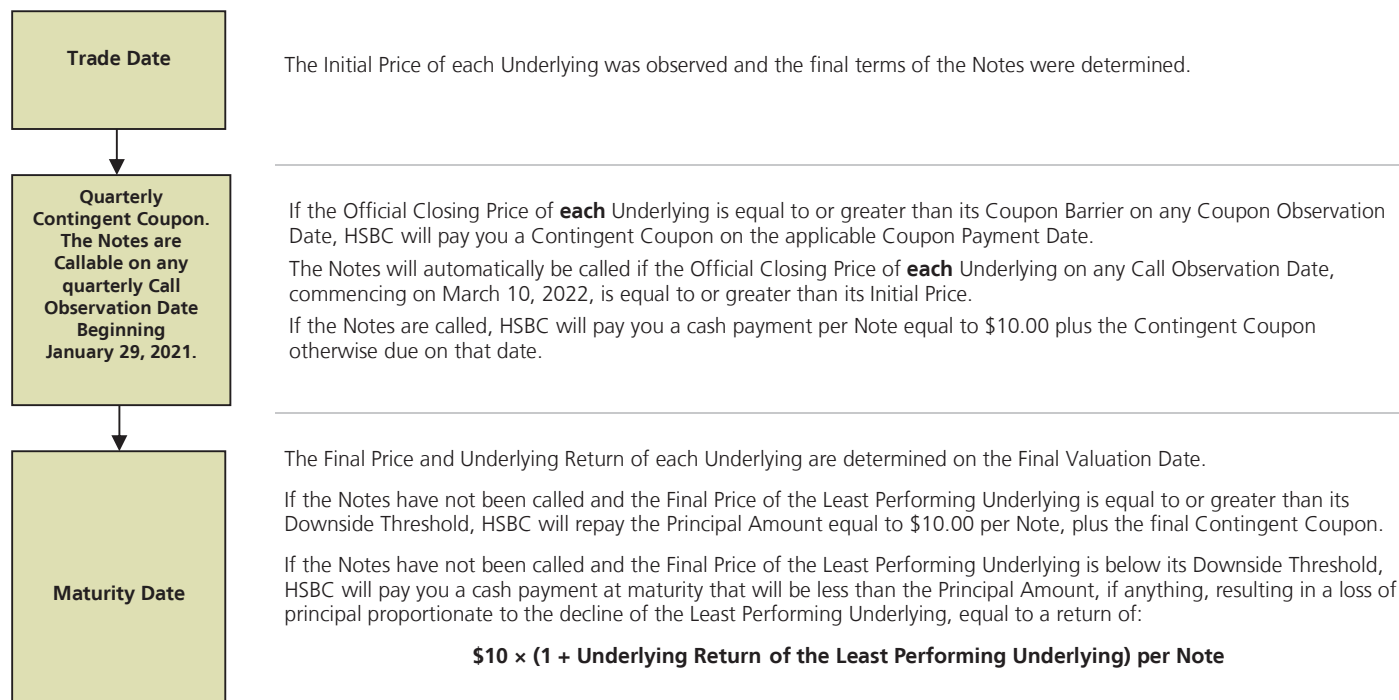 Trade Date
The Initial Price of each Underlying was observed and the final terms of the Notes were determined.
Quarterly
Contingent Coupon.
The Notes are
Callable on any
quarterly Call
Observation Date
Beginning
January 29, 2021.
If the Official Closing Price of each Underlying is equal to or greater than its Coupon Barrier on any Coupon Observation
Date, HSBC will pay you a Contingent Coupon on the applicable Coupon Payment Date.
The Notes will automatically be called if the Official Closing Price of each Underlying on any Call Observation Date,
commencing on March 10, 2022, is equal to or greater than its Initial Price.
If the Notes are called, HSBC will pay you a cash payment per Note equal to $10.00 plus the Contingent Coupon
otherwise due on that date.
Maturity Date
The Final Price and Underlying Return of each Underlying are determined on the Final Valuation Date.
If the Notes have not been called and the Final Price of the Least Performing Underlying is equal to or greater than its
Downside Threshold, HSBC will repay the Principal Amount equal to $10.00 per Note, plus the final Contingent Coupon.
If the Notes have not been called and the Final Price of the Least Performing Underlying is below its Downside Threshold,
HSBC will pay you a cash payment at maturity that will be less than the Principal Amount, if anything, resulting in a loss of
principal proportionate to the decline of the Least Performing Underlying, equal to a return of:
$10 × (1 + Underlying Return of the Least Performing Underlying) per Note